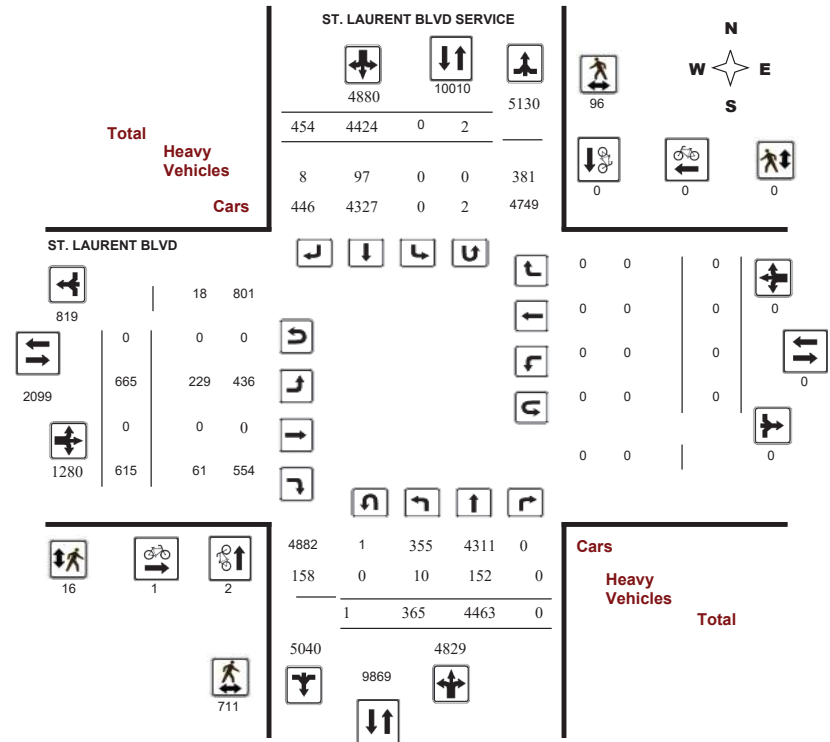 ST. LAURENT BLVD SERVICE
N
W E
S
4880 10010 5130
96
Total 454 4424 0 2
Heavy
Vehicles 8 97 0 0 381
Cars 446 4327 0 2 4749
0 0 0
ST. LAURENT BLVD
819 18 801
0 0 0
0
0 0 0
2099 665 229 436
0 0 0
0
0 0 0
0 0 0
1280 615 61 554
0 0 0
0 0 0
4882 1 355 4311 0
158 0 10 152 0
1 365 4463 0
16 1 2
Cars
Heavy
Vehicles
Total
5040 4829
9869
711